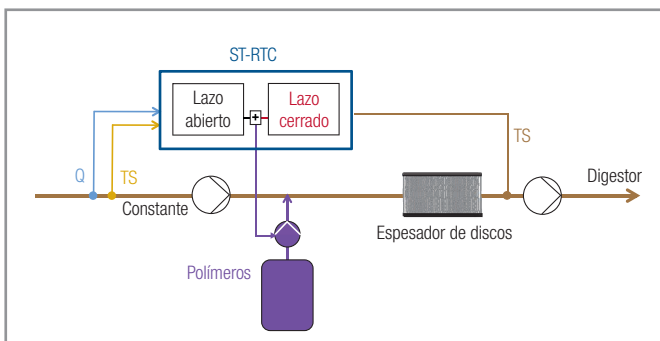 ST-RTC
Lazo
abierto
+
Lazo
cerrado
Q
TS
TS
Constante
Digestor
Espesador de discos
Polímeros